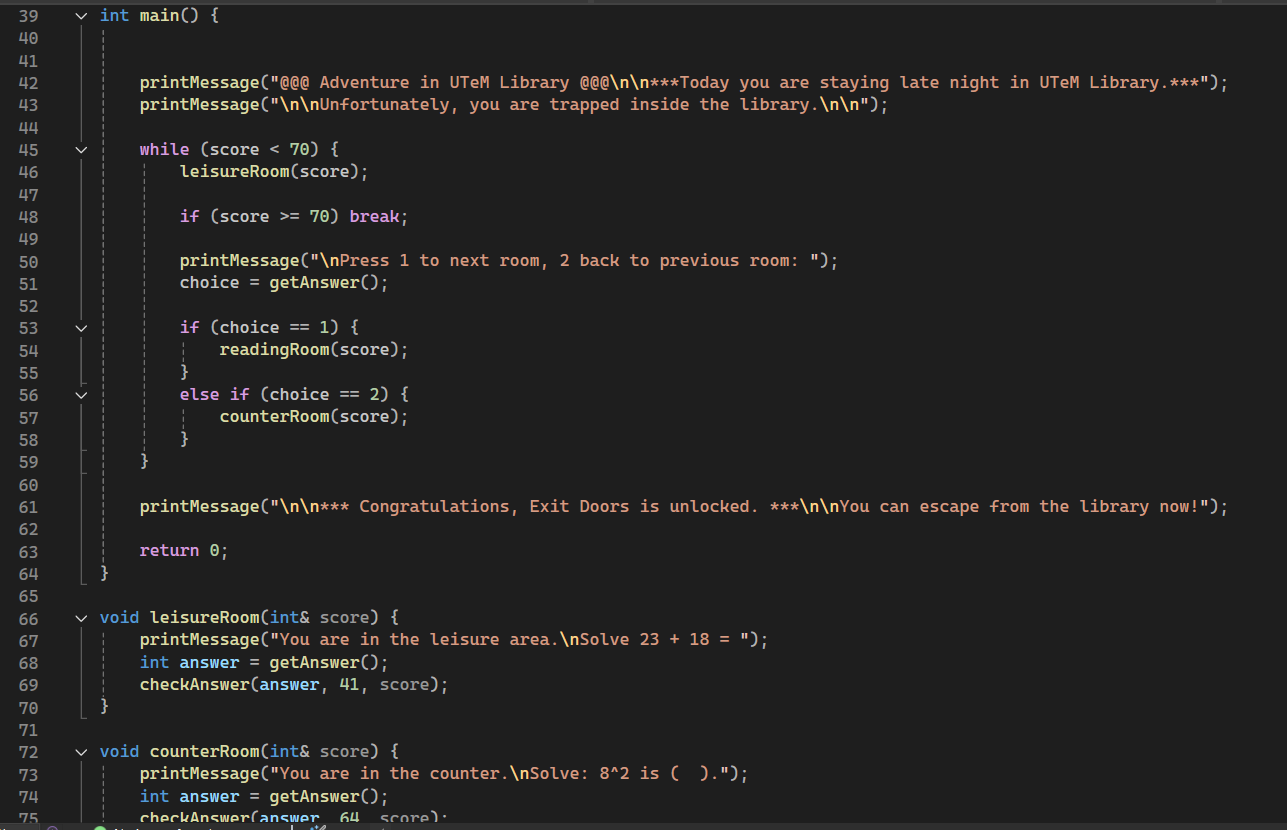 39 int main() {
40
41
42 printMessage("@@@ Adventure in UTeM Library @@@\n\n***Today you are staying late night in UTeM Library.***");
43 printMessage("\n\nUnfortunately, you are trapped inside the library.\n\n");
44
45 while (score < 70) {
46 leisureRoom(score);
47
48 if (score >= 70) break;
49
50 printMessage("\nPress 1 to next room, 2 back to previous room: ");
51 choice = getAnswer();
52
53 if (choice == 1) {
54 readingRoom(score);
55 }
56 else if (choice == 2) {
57 counterRoom(score);
58 }
59 }
60
61 printMessage("\n\n*** Congratulations, Exit Doors is unlocked. ***\n\nYou can escape from the library now!");
62
63 return 0;
64 }
65
66 void leisureRoom(int& score) {
67 printMessage("You are in the leisure area.\nSolve 23 + 18 = ");
68 int answer = getAnswer();
69 checkAnswer(answer, 41, score);
70 }
71
72 void counterRoom(int& score) {
73 printMessage("You are in the counter.\nSolve: 8^2 is (  ).");
74 int answer = getAnswer();
75 checkAnswer(answer, 64, score);